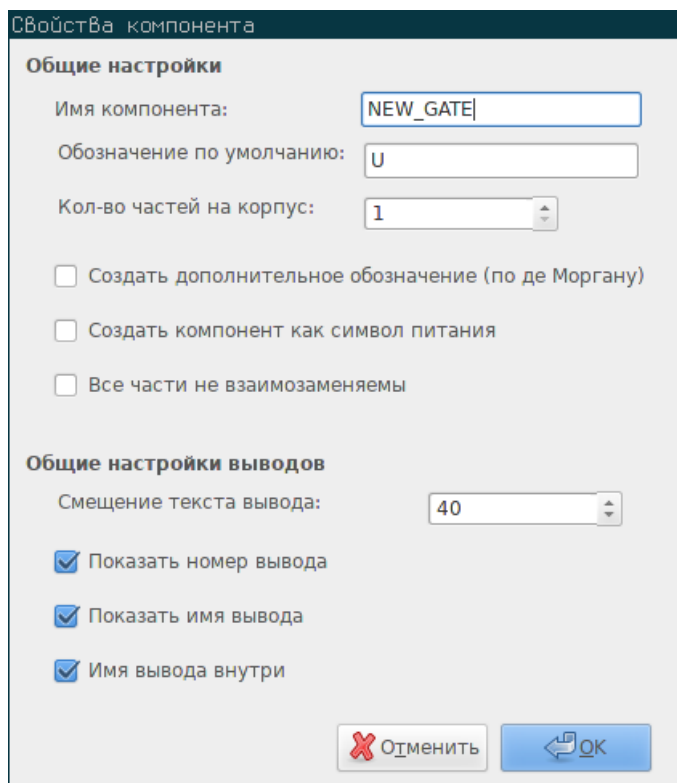 Свойства компонента
Общие настройки
Имя компонента: NEW_GATE
Обозначение по умолчанию: U
Кол-во частей на корпус: 1
Создать дополнительное обозначение (по де Моргану)
Создать компонент как символ питания
Все части не взаимозаменяемы
Общие настройки выводов
Смещение текста вывода: 40
Показать номер вывода
Показать имя вывода
Имя вывода внутри
Отменить OK